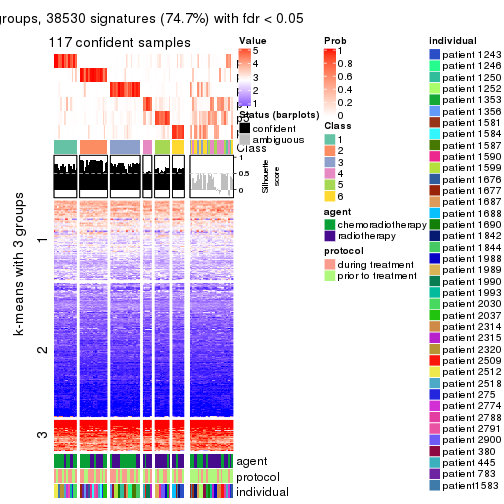 groups, 38530 signatures (74.7%) with fdr < 0.05
117 confident samples
k-means with 3 groups
1
2
3
Class
1
0.5
0
Silhouette
score
agent
protocol
individual
Value
5
4
3
2
1
Status (barplots)
confident
ambiguous
Prob
1
0.8
0.6
0.4
0.2
0
Class
1
2
3
4
5
6
agent
chemoradiotherapy
radiotherapy
protocol
during treatment
prior to treatment
individual
patient 1243
patient 1246
patient 1250
patient 1252
patient 1353
patient 1356
patient 1581
patient 1584
patient 1587
patient 1590
patient 1599
patient 1676
patient 1677
patient 1687
patient 1688
patient 1690
patient 1842
patient 1844
patient 1988
patient 1989
patient 1990
patient 1993
patient 2030
patient 2037
patient 2314
patient 2315
patient 2320
patient 2509
patient 2512
patient 2518
patient 275
patient 2774
patient 2788
patient 2791
patient 2900
patient 380
patient 445
patient 783
patient1583